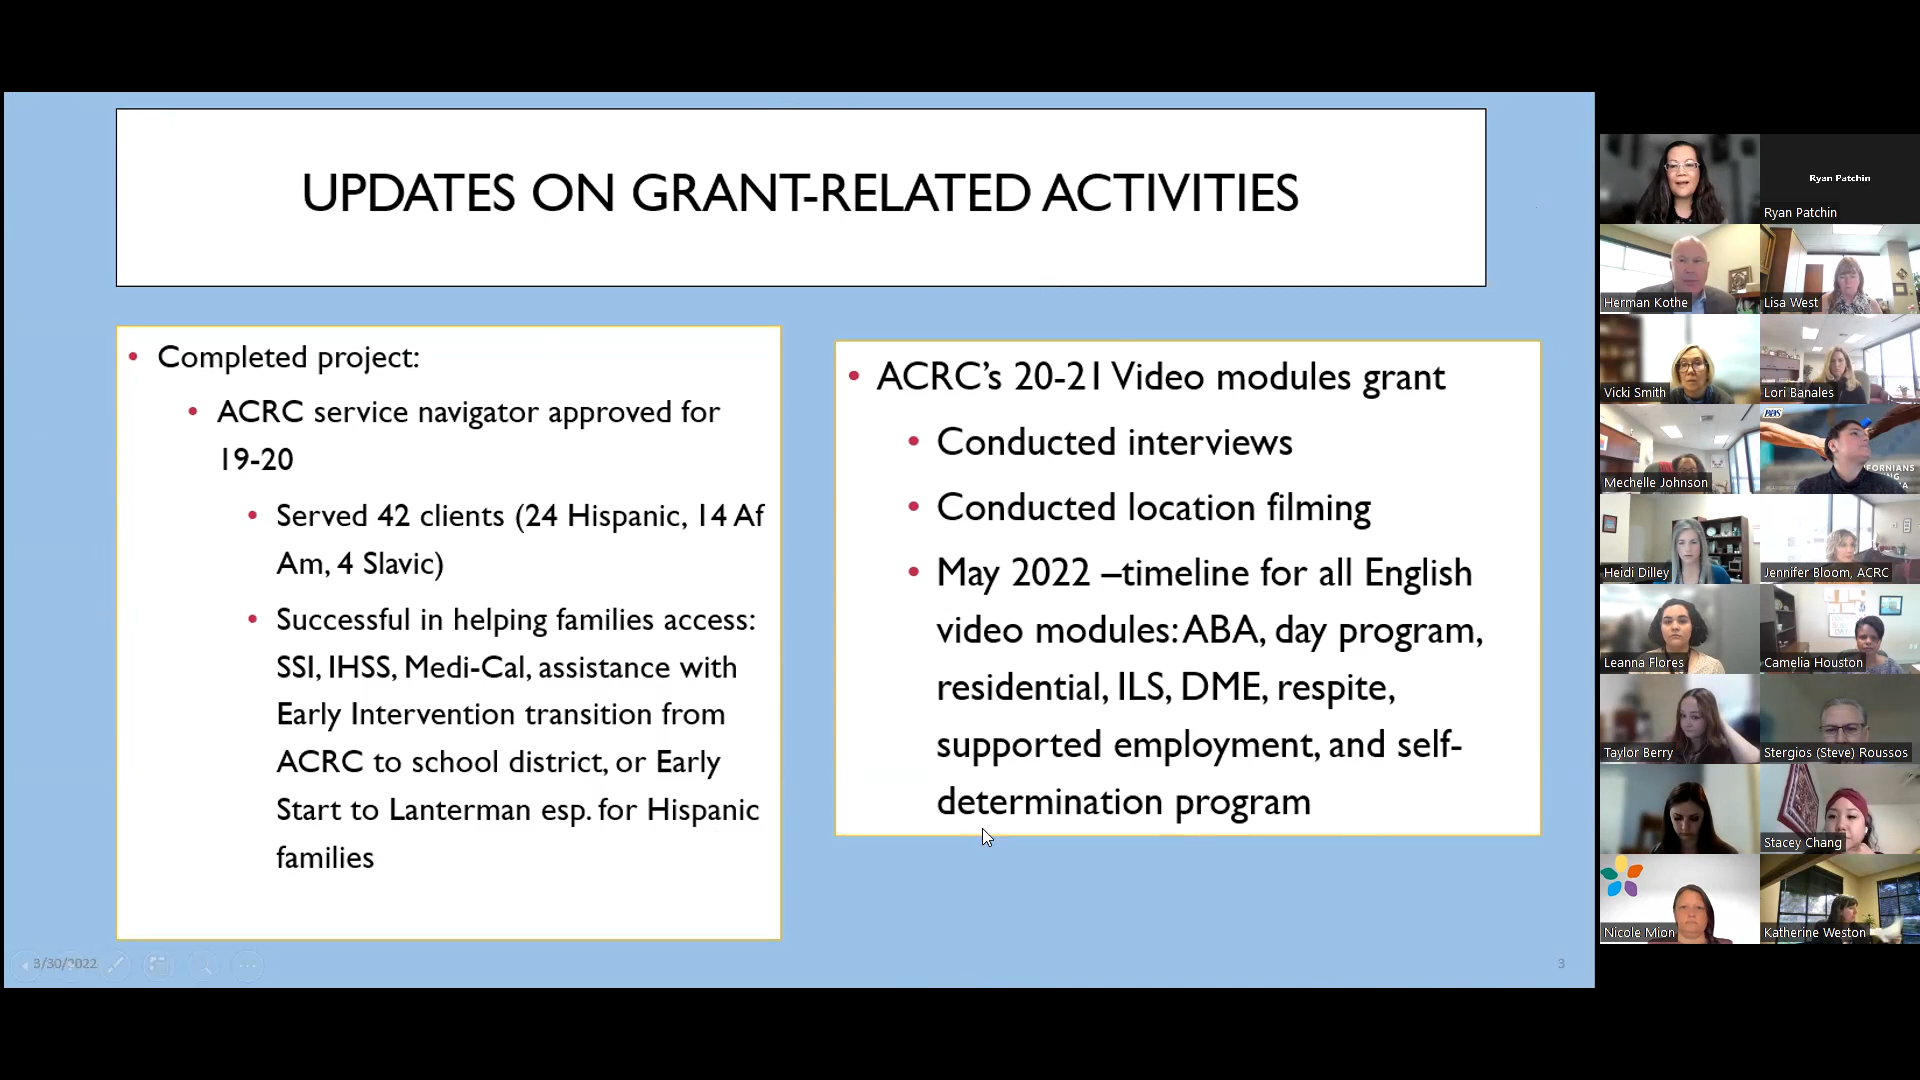 UPDATES ON GRANT-RELATED ACTIVITIES
• Completed project:
• ACRC service navigator approved for
19-20
• Served 42 clients (24 Hispanic, 14 Af
Am, 4 Slavic)
• Successful in helping families access:
SSI, IHSS, Medi-Cal, assistance with
Early Intervention transition from
ACRC to school district, or Early
Start to Lanterman esp. for Hispanic
families
• ACRC’s 20-21 Video modules grant
• Conducted interviews
• Conducted location filming
• May 2022 –timeline for all English
video modules: ABA, day program,
residential, ILS, DME, respite,
supported employment, and self-
determination program
3/30/2022
3
Ryan Patchin
Ryan Patchin
Herman Kothe
Lisa West
Vicki Smith
Lori Banales
Mechelle Johnson
Heidi Dilley
Jennifer Bloom, ACRC
Leanna Flores
Camelia Houston
Taylor Berry
Stergios (Steve) Roussos
Stacey Chang
Nicole Mion
Katherine Weston